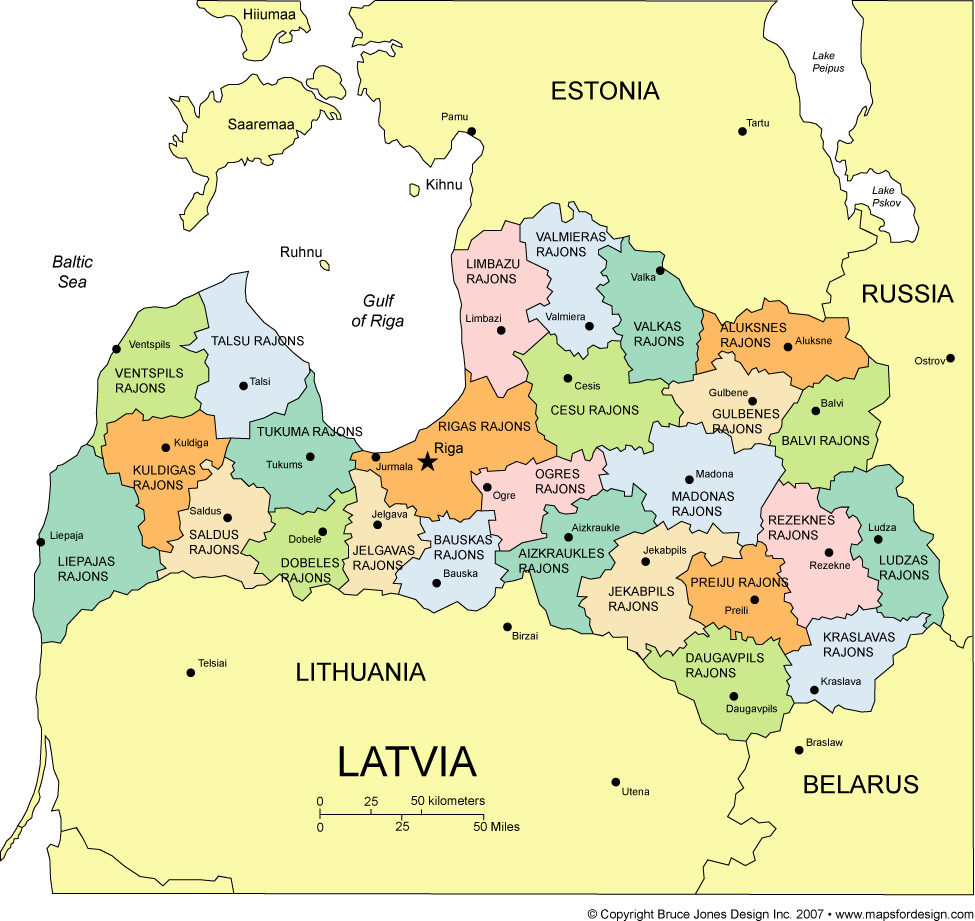 Hiiumaa
Lake
Peipus
ESTONIA
Saaremaa
Parnu
Tartu
Kihnu
Lake
Pskov
Baltic
Sea
Ruhnu
Gulf
of Riga
VALMIERAS
RAJONS
LIMBAZU
RAJONS
Valka
RUSSIA
Limbazi
Valmiera
VALKAS
RAJONS
ALUKSNES
RAJONS
Aluksne
Ostrov
Ventspils
TALSU RAJONS
VENTSPILS
RAJONS
Talsi
Cesis
CESU RAJONS
Gulbene
GULBENES
RAJONS
Balvi
BALVI RAJONS
TUKUMA RAJONS
RIGAS RAJONS
Riga
Kuldiga
KULDIGAS
RAJONS
Tukums
Jurmala
OGRES
RAJONS
Ogre
Madona
MADONAS
RAJONS
Saldus
SALDUS
RAJONS
Jelgava
JELGAVAS
RAJONS
Dobele
DOBELES
RAJONS
BAUSKAS
RAJONS
Bauska
Aizkraukle
AIZKRAUKLES
RAJONS
REZEKNES
RAJONS
Rezekne
Ludza
LUDZAS
RAJONS
Liepaja
LIEPAJAS
RAJONS
Jekabpils
JEKABPILS
RAJONS
PREIJU RAJONS
Preili
Birzai
KRASLAVAS
RAJONS
Kraslava
DAUGAVPILS
RAJONS
Daugavpils
Telsiai
LITHUANIA
Braslaw
BELARUS
LATVIA
Utena
0 25 50 kilometers
0 25 50 Miles
© Copyright Bruce Jones Design Inc. 2007 • www.mapsfordesign.com